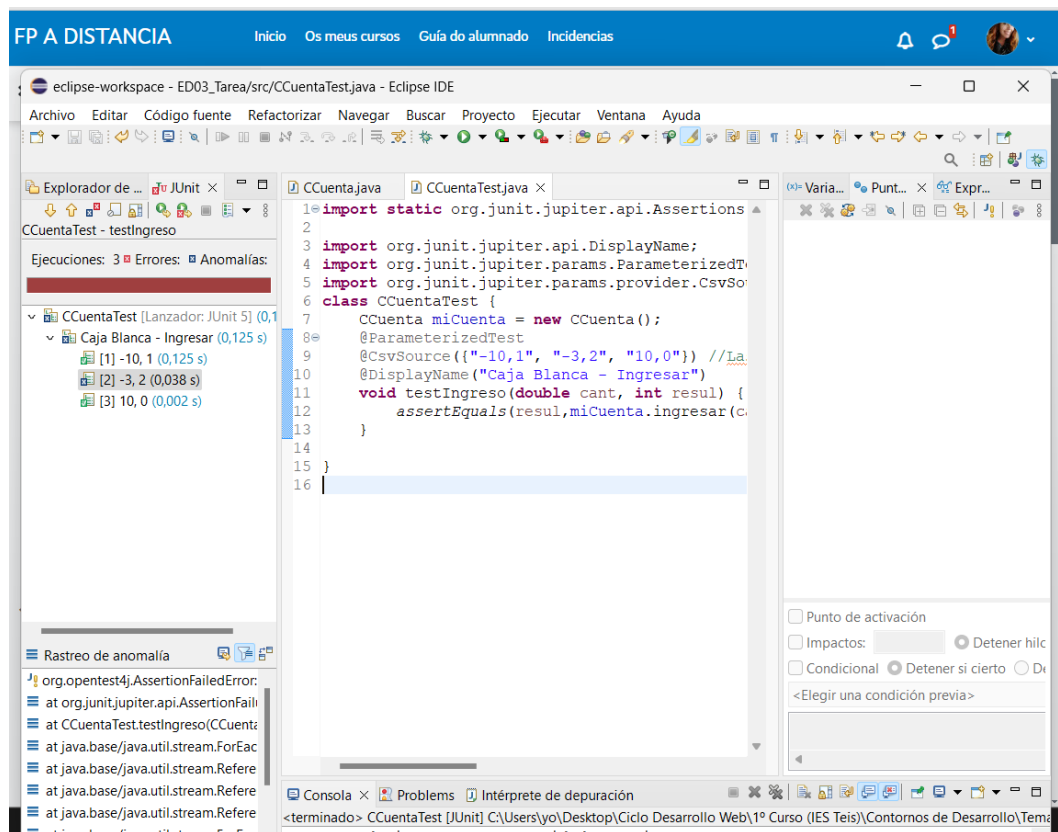 FP A DISTANCIA Inicio Os meus cursos Guía do alumnado Incidencias 1
eclipse-workspace - ED03_Tarea/src/CCuentaTest.java - Eclipse IDE
Archivo Editar Código fuente Refactorizar Navegar Buscar Proyecto Ejecutar Ventana Ayuda
Explorador de ... JUnit CCuenta.java CCuentaTest.java Varia... Punt... Expr...
CCuentaTest - testIngreso
Ejecuciones: 3 Errores: Anomalías:
CCuentaTest [Lanzador: JUnit 5] (0,1
Caja Blanca - Ingresar (0,125 s)
[1] -10, 1 (0,125 s)
[2] -3, 2 (0,038 s)
[3] 10, 0 (0,002 s)
1 import static org.junit.jupiter.api.Assertions
2
3 import org.junit.jupiter.api.DisplayName;
4 import org.junit.jupiter.params.ParameterizedT
5 import org.junit.jupiter.params.provider.CsvSo
6 class CCuentaTest {
7 CCuenta miCuenta = new CCuenta();
8 @ParameterizedTest
9 @CsvSource({"-10,1", "-3,2", "10,0"}) //La
10 @DisplayName("Caja Blanca - Ingresar")
11 void testIngreso(double cant, int resul) {
12 assertEquals(resul,miCuenta.ingresar(ca
13 }
14
15 }
16
Punto de activación
Impactos: Detener hilo
Condicional Detener si cierto
<Elegir una condición previa>
Rastreo de anomalía
org.opentest4j.AssertionFailedError:
at org.junit.jupiter.api.AssertionFailu
at CCuentaTest.testIngreso(CCuenta
at java.base/java.util.stream.ForEac
at java.base/java.util.stream.Refere
at java.base/java.util.stream.Refere
at java.base/java.util.stream.Refere
Consola Problems Intérprete de depuración
<terminado> CCuentaTest [JUnit] C:\Users\yo\Desktop\Ciclo Desarrollo Web\1º Curso (IES Teis)\Contornos de Desarrollo\Tema